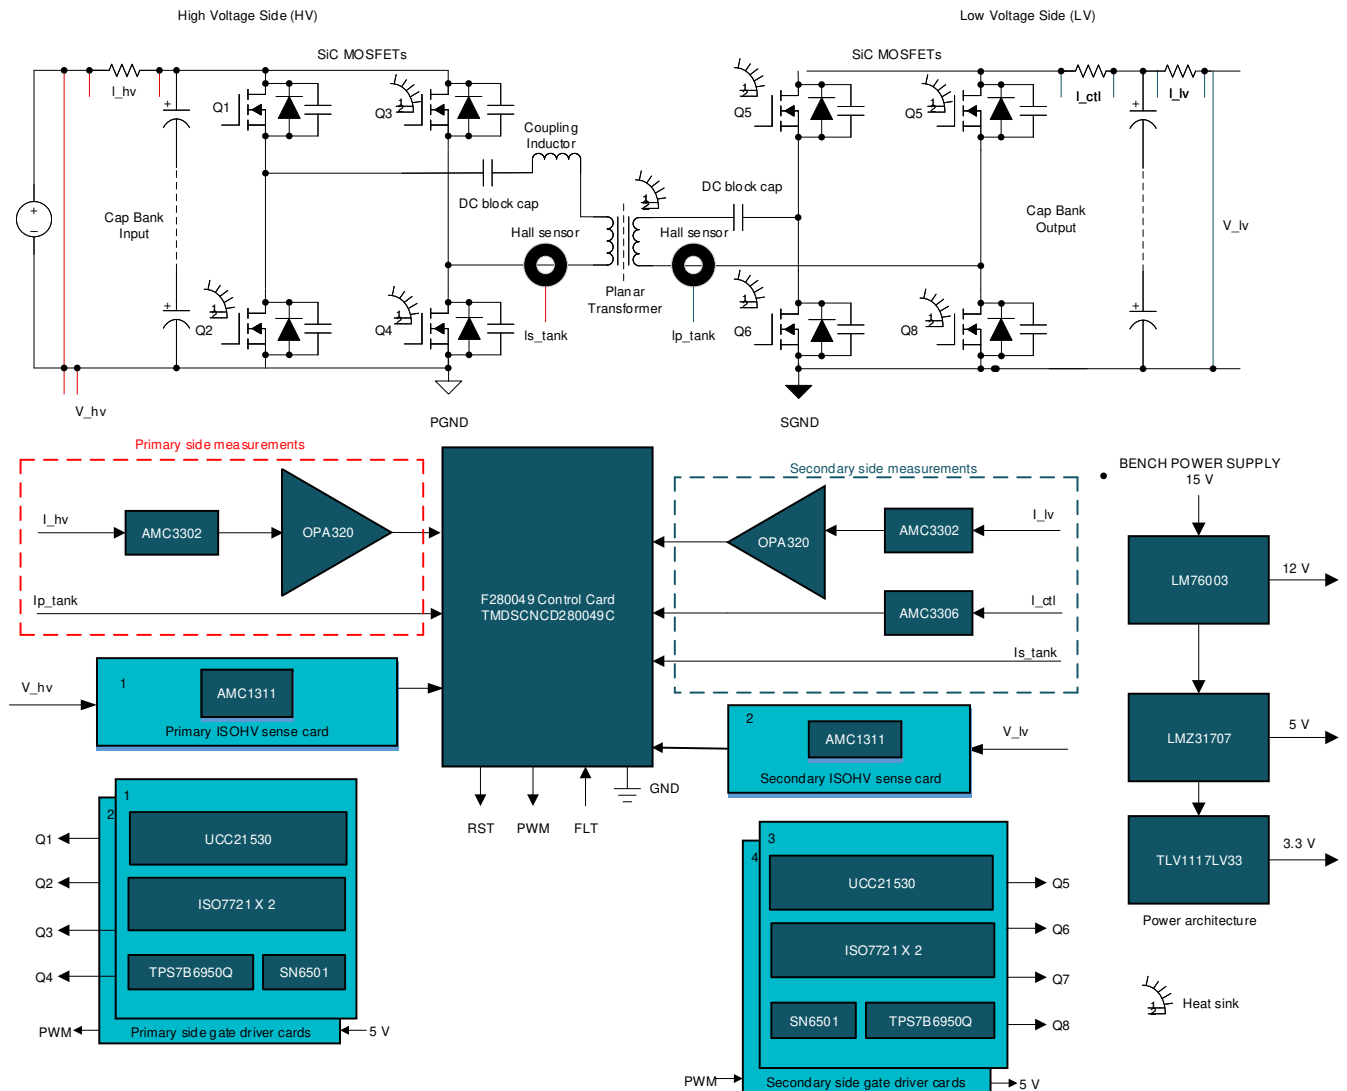 High Voltage Side (HV)
Low Voltage Side (LV)
SiC MOSFETs
SiC MOSFETs
I_hv
Q1
Q3
Q5
Q5
I_ctl
I_lv
+
+
Coupling
Inductor
DC block cap
DC block cap
Cap Bank
Input
Cap Bank
Output
V_lv
+
−
Hall sensor
Hall sensor
Planar
Transformer
+
+
Q2
Q4
Is_tank
Ip_tank
Q6
Q8
V_hv
PGND
SGND
Primary side measurements
I_hv
AMC3302
OPA320
Ip_tank
F280049 Control Card
TMDSCNCD280049C
Secondary side measurements
OPA320
AMC3302
I_lv
AMC3306
I_ctl
Is_tank
V_hv
1
AMC1311
Primary ISOHV sense card
2
AMC1311
Secondary ISOHV sense card
V_lv
RST
PWM
FLT
GND
BENCH POWER SUPPLY
15 V
LM76003
12 V
LMZ31707
5 V
TLV1117LV33
3.3 V
Power architecture
1
2
UCC21530
ISO7721 X 2
TPS7B6950Q
SN6501
Q1
Q2
Q3
Q4
PWM
Primary side gate driver cards
5 V
3
4
UCC21530
ISO7721 X 2
SN6501
TPS7B6950Q
Q5
Q6
Q7
Q8
PWM
Secondary side gate driver cards
5 V
Heat sink